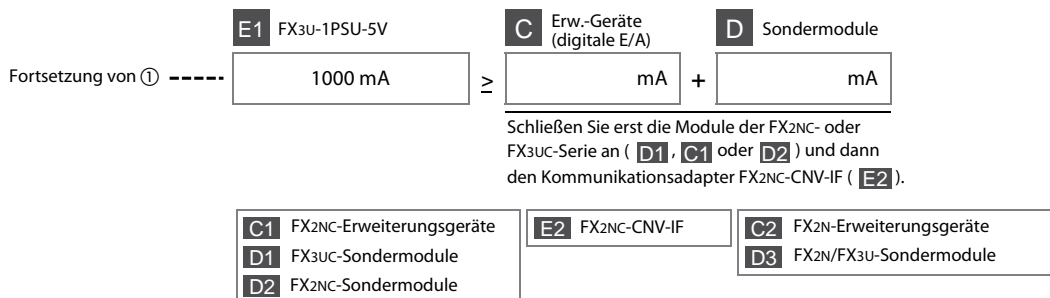 E1 FX3U-1PSU-5V
C Erw.-Geräte
(digitale E/A)
D Sondermodule
Fortsetzung von ① 1000 mA ≥ mA + mA
Schließen Sie erst die Module der FX2NC- oder
FX3UC-Serie an ( D1 , C1 oder D2 ) und dann
den Kommunikationsadapter FX2NC-CNV-IF ( E2 ).
C1 FX2NC-Erweiterungsgeräte
D1 FX3UC-Sondermodule
D2 FX2NC-Sondermodule
E2 FX2NC-CNV-IF
C2 FX2N-Erweiterungsgeräte
D3 FX2N/FX3U-Sondermodule